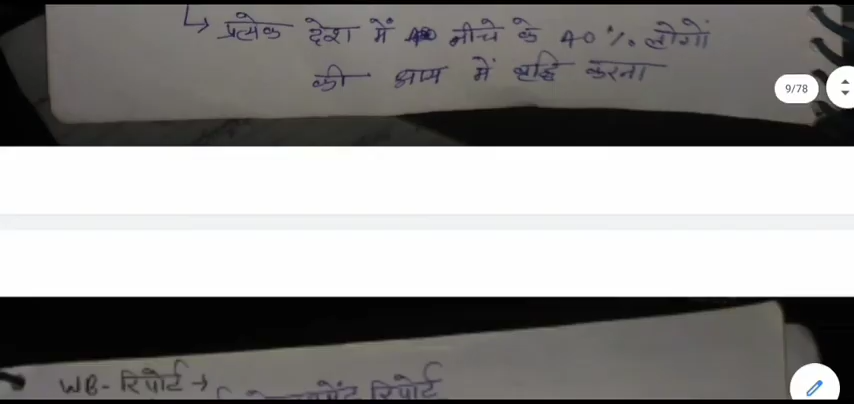 ↳ प्रत्येक देश में नीचे के 40% लोगों
की आय में वृद्धि करना
9/78
WB - रिपोर्ट →
रिपोर्ट